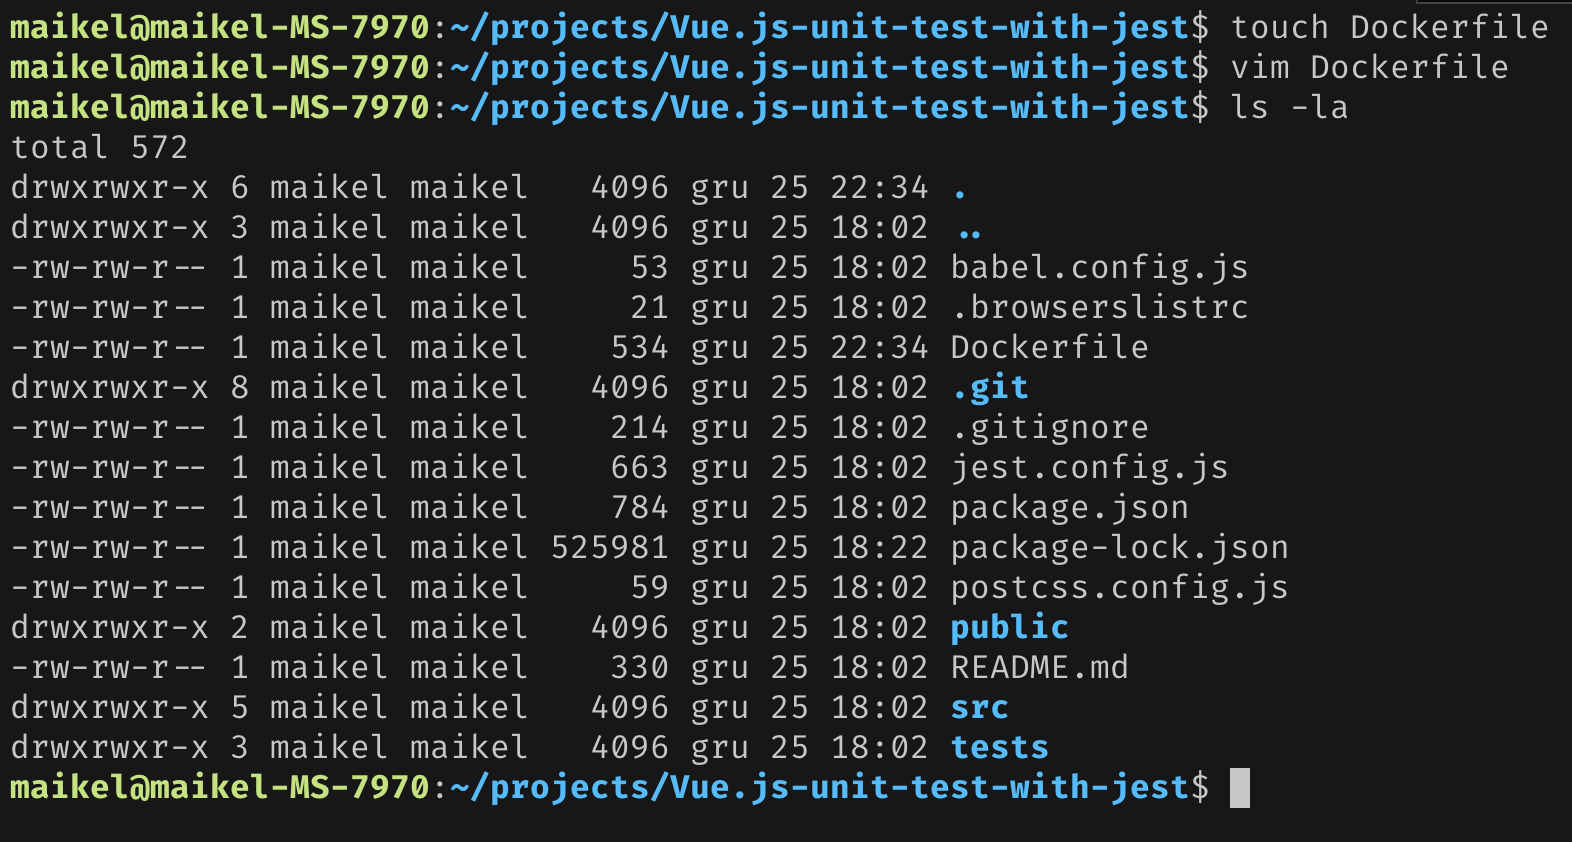 maikel@maikel-MS-7970:~/projects/Vue.js-unit-test-with-jest$ touch Dockerfile
maikel@maikel-MS-7970:~/projects/Vue.js-unit-test-with-jest$ vim Dockerfile
maikel@maikel-MS-7970:~/projects/Vue.js-unit-test-with-jest$ ls -la
total 572
drwxrwxr-x 6 maikel maikel   4096 gru 25 22:34 .
drwxrwxr-x 3 maikel maikel   4096 gru 25 18:02 ..
-rw-rw-r-- 1 maikel maikel     53 gru 25 18:02 babel.config.js
-rw-rw-r-- 1 maikel maikel     21 gru 25 18:02 .browserslistrc
-rw-rw-r-- 1 maikel maikel    534 gru 25 22:34 Dockerfile
drwxrwxr-x 8 maikel maikel   4096 gru 25 18:02 .git
-rw-rw-r-- 1 maikel maikel    214 gru 25 18:02 .gitignore
-rw-rw-r-- 1 maikel maikel    663 gru 25 18:02 jest.config.js
-rw-rw-r-- 1 maikel maikel    784 gru 25 18:02 package.json
-rw-rw-r-- 1 maikel maikel 525981 gru 25 18:22 package-lock.json
-rw-rw-r-- 1 maikel maikel     59 gru 25 18:02 postcss.config.js
drwxrwxr-x 2 maikel maikel   4096 gru 25 18:02 public
-rw-rw-r-- 1 maikel maikel    330 gru 25 18:02 README.md
drwxrwxr-x 5 maikel maikel   4096 gru 25 18:02 src
drwxrwxr-x 3 maikel maikel   4096 gru 25 18:02 tests
maikel@maikel-MS-7970:~/projects/Vue.js-unit-test-with-jest$